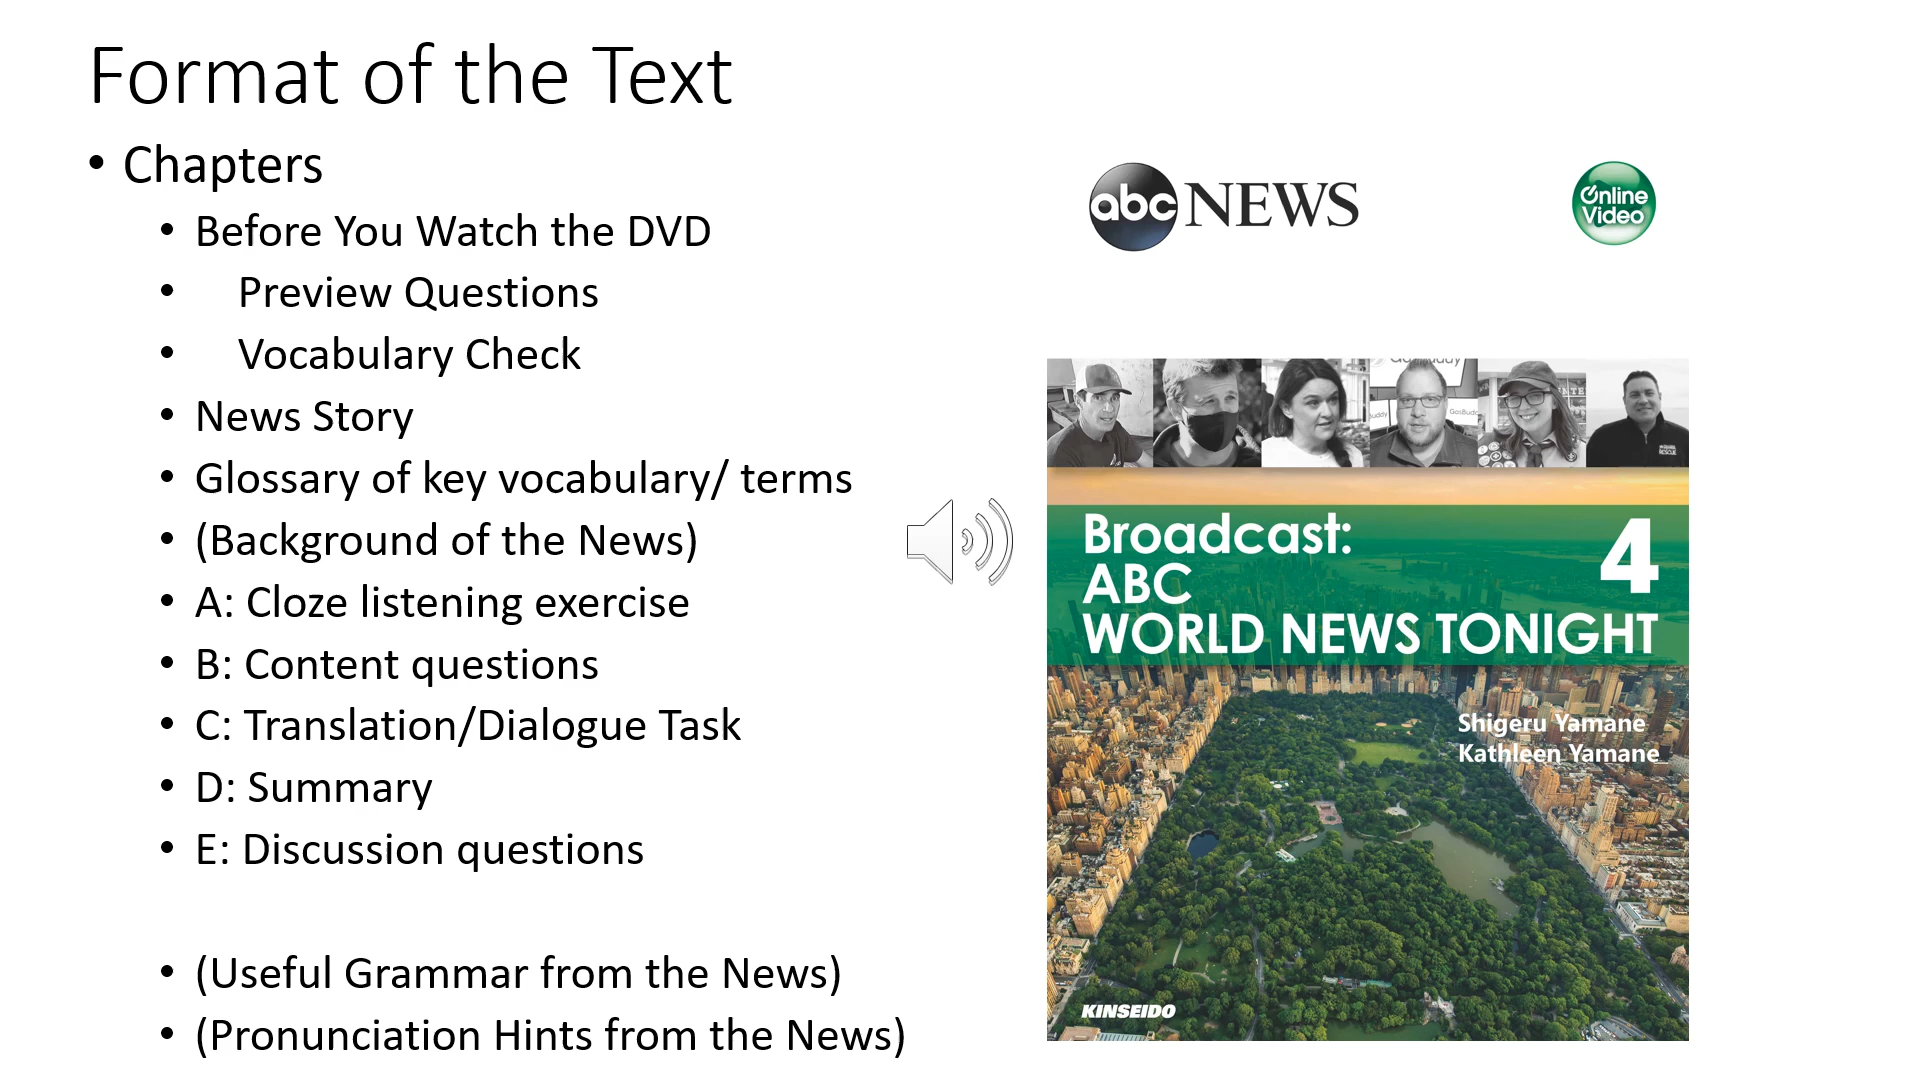 Format of the Text
• Chapters
• Before You Watch the DVD
• Preview Questions
• Vocabulary Check
• News Story
• Glossary of key vocabulary/ terms
• (Background of the News)
• A: Cloze listening exercise
• B: Content questions
• C: Translation/Dialogue Task
• D: Summary
• E: Discussion questions
• (Useful Grammar from the News)
• (Pronunciation Hints from the News)
abc NEWS
Online
Video
GasBuddy
Broadcast:
ABC
WORLD NEWS TONIGHT
4
Shigeru Yamane
Kathleen Yamane
KINSEIDO